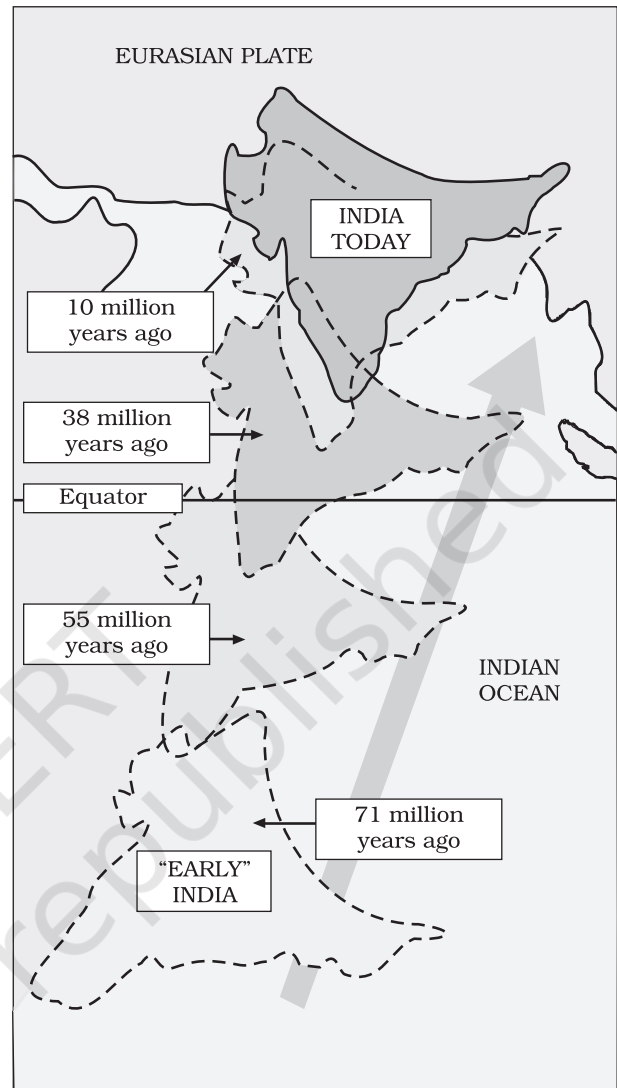 EURASIAN PLATE
INDIA
TODAY
10 million
years ago
38 million
years ago
Equator
55 million
years ago
INDIAN
OCEAN
71 million
years ago
“EARLY”
INDIA
republished